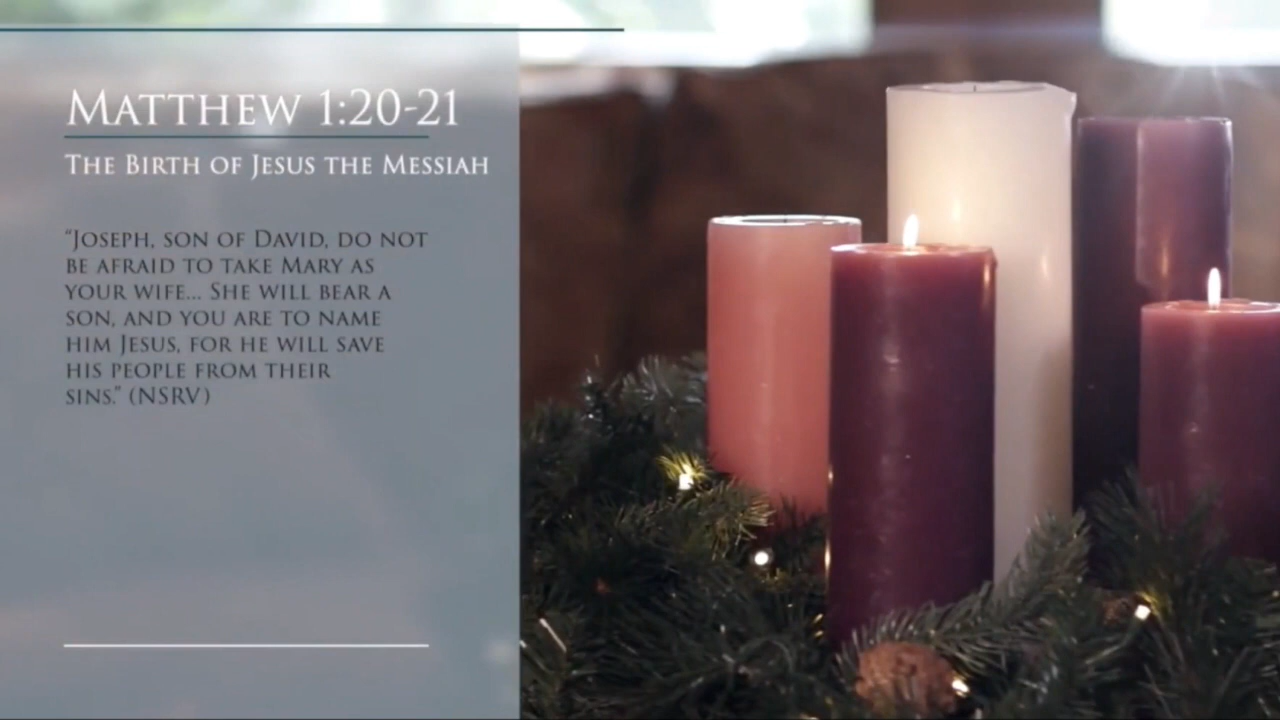 Matthew 1:20-21
The Birth of Jesus the Messiah
“Joseph, son of David, do not
be afraid to take Mary as
your wife... She will bear a
son, and you are to name
him Jesus, for he will save
his people from their
sins.” (NSRV)